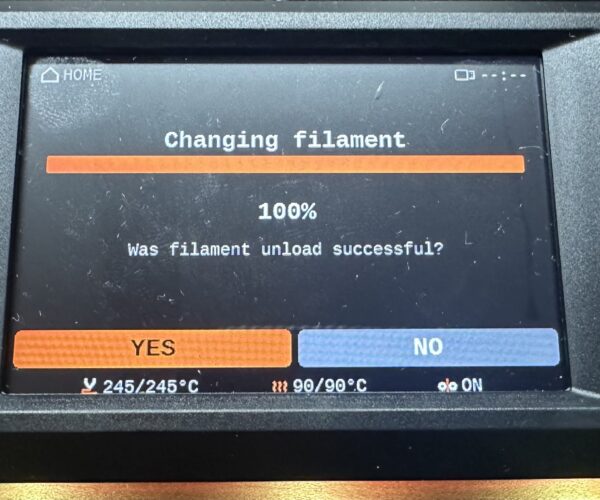 HOME --:--
Changing filament
100%
Was filament unload successful?
YES NO
245/245°C 90/90°C ON